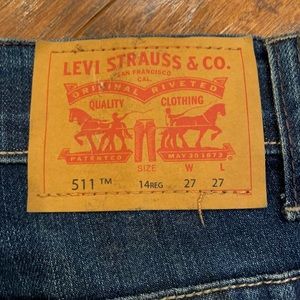 LEVI STRAUSS & CO.
SAN FRANCISCO
CAL.
ORIGINAL RIVETED
QUALITY CLOTHING
PATENTED MAY 20 1873
SIZE W L
511™ 14REG 27 27